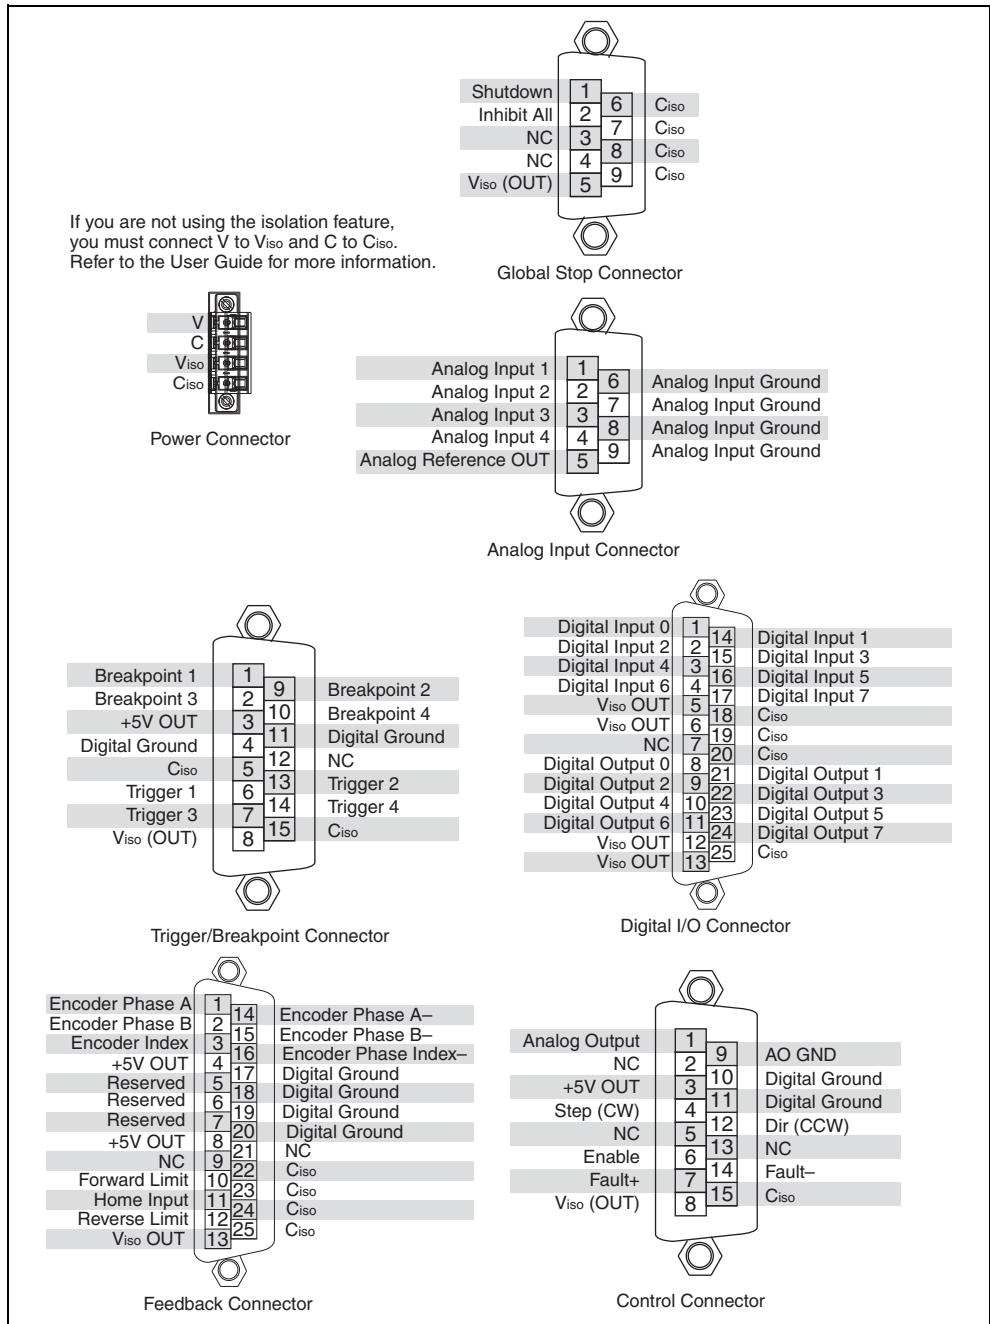 Shutdown 1 6 Ciso
Inhibit All 2 7 Ciso
NC 3 8 Ciso
NC 4 9 Ciso
Viso (OUT) 5
Global Stop Connector
If you are not using the isolation feature,
you must connect V to Viso and C to Ciso.
Refer to the User Guide for more information.
V
C
Viso
Ciso
Power Connector
Analog Input 1 1 6 Analog Input Ground
Analog Input 2 2 7 Analog Input Ground
Analog Input 3 3 8 Analog Input Ground
Analog Input 4 4 9 Analog Input Ground
Analog Reference OUT 5
Analog Input Connector
Breakpoint 1 1 9 Breakpoint 2
Breakpoint 3 2 10 Breakpoint 4
+5V OUT 3 11 Digital Ground
Digital Ground 4 12 NC
Ciso 5 13 Trigger 2
Trigger 1 6 14 Trigger 4
Trigger 3 7 15 Ciso
Viso (OUT) 8
Trigger/Breakpoint Connector
Digital Input 0 1 14 Digital Input 1
Digital Input 2 2 15 Digital Input 3
Digital Input 4 3 16 Digital Input 5
Digital Input 6 4 17 Digital Input 7
Viso OUT 5 18 Ciso
Viso OUT 6 19 Ciso
NC 7 20 Ciso
Digital Output 0 8 21 Digital Output 1
Digital Output 2 9 22 Digital Output 3
Digital Output 4 10 23 Digital Output 5
Digital Output 6 11 24 Digital Output 7
Viso OUT 12 25 Ciso
Viso OUT 13
Digital I/O Connector
Encoder Phase A 1 14 Encoder Phase A–
Encoder Phase B 2 15 Encoder Phase B–
Encoder Index 3 16 Encoder Phase Index–
+5V OUT 4 17 Digital Ground
Reserved 5 18 Digital Ground
Reserved 6 19 Digital Ground
Reserved 7 20 Digital Ground
+5V OUT 8 21 NC
NC 9 22 Ciso
Forward Limit 10 23 Ciso
Home Input 11 24 Ciso
Reverse Limit 12 25 Ciso
Viso OUT 13
Feedback Connector
Analog Output 1 9 AO GND
NC 2 10 Digital Ground
+5V OUT 3 11 Digital Ground
Step (CW) 4 12 Dir (CCW)
NC 5 13 NC
Enable 6 14 Fault–
Fault+ 7 15 Ciso
Viso (OUT) 8
Control Connector